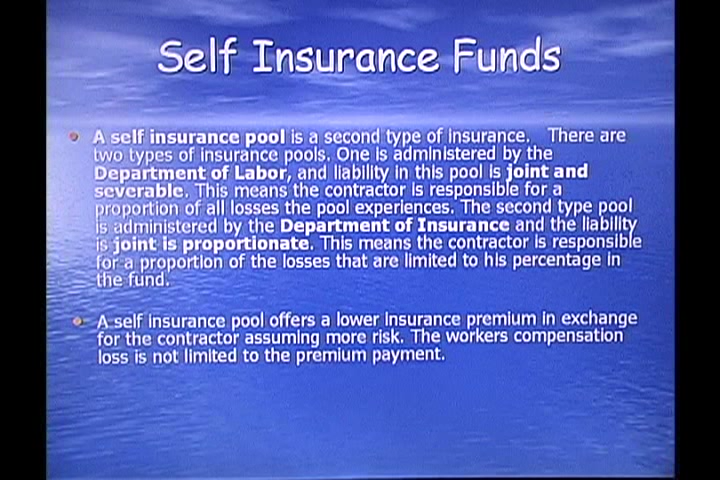 Self Insurance Funds
A self insurance pool is a second type of insurance. There are
two types of insurance pools. One is administered by the
Department of Labor, and liability in this pool is joint and
severable. This means the contractor is responsible for a
proportion of all losses the pool experiences. The second type pool
is administered by the Department of Insurance and the liability
is joint is proportionate. This means the contractor is responsible
for a proportion of the losses that are limited to his percentage in
the fund.
A self insurance pool offers a lower insurance premium in exchange
for the contractor assuming more risk. The workers compensation
loss is not limited to the premium payment.